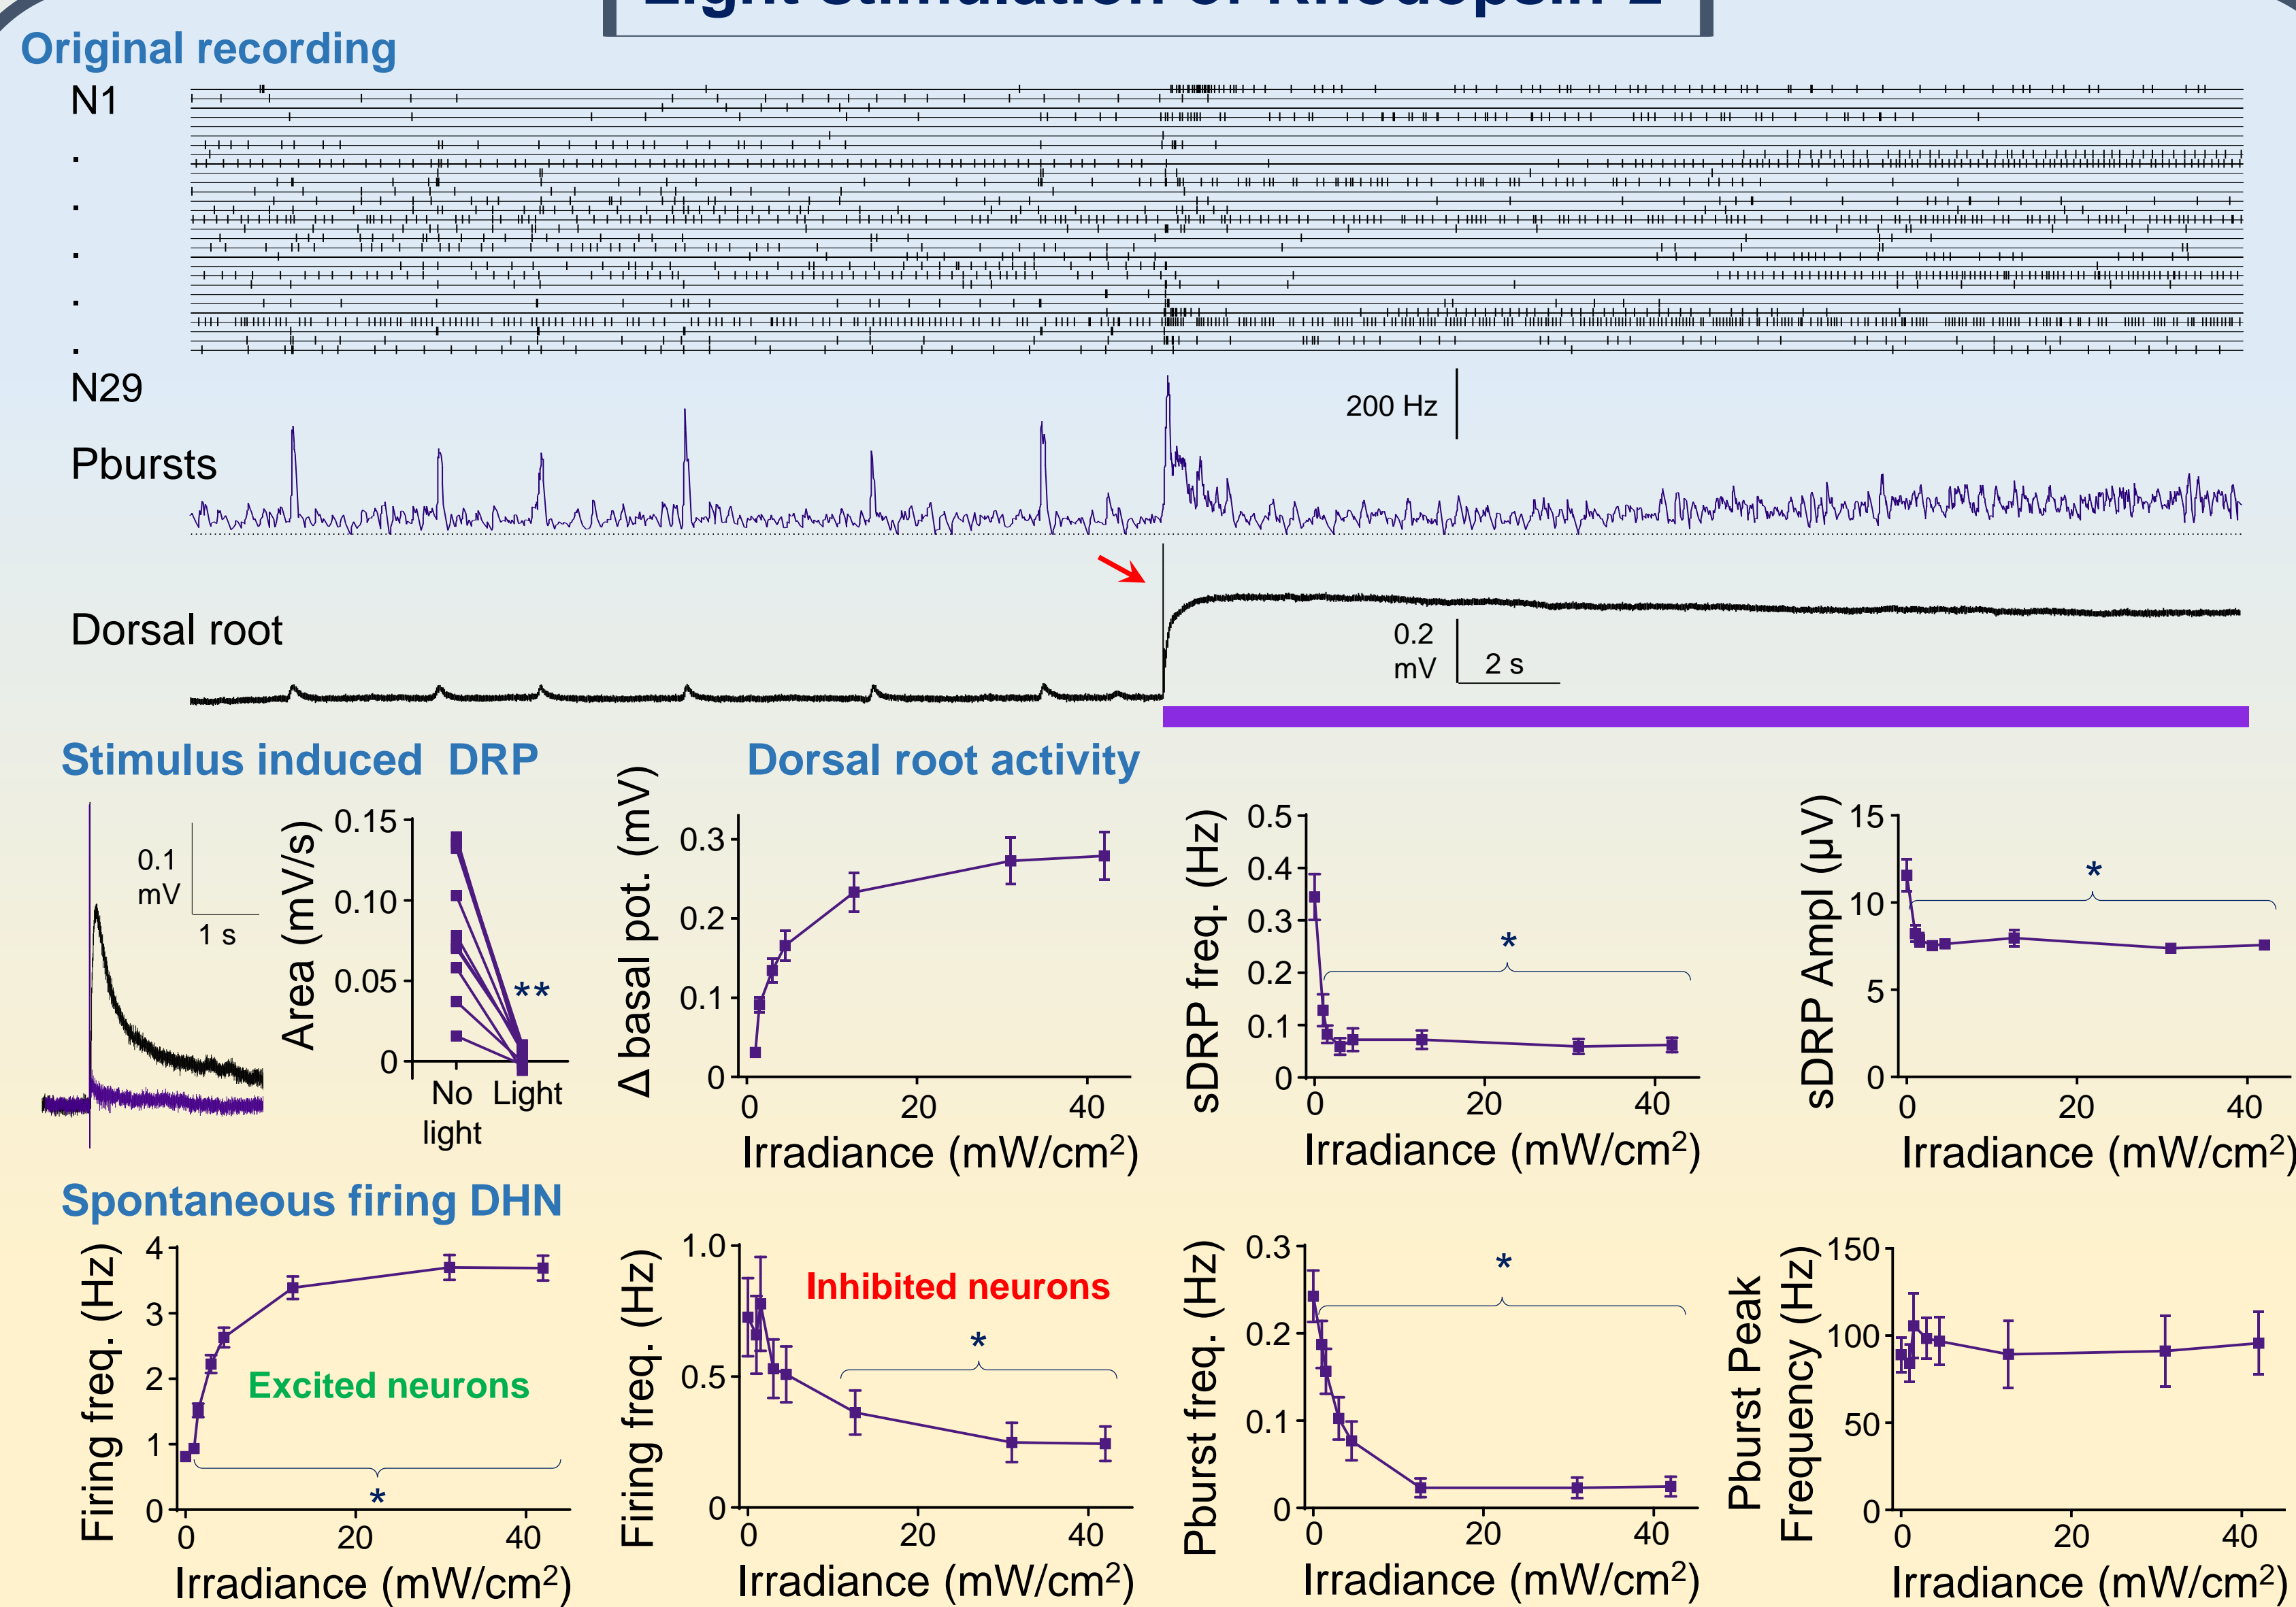 Light stimulation of Rhodopsin-2
Original recording
N1
.
.
.
.
.
N29
200 Hz
Pbursts
Dorsal root
0.2
mV
2 s
Stimulus induced DRP
Dorsal root activity
0.1
mV
1 s
Area (mV/s)
0.15
0.10
0.05
0
**
No
light
Light
Δ basal pot. (mV)
0.3
0.2
0.1
0
0
20
40
Irradiance (mW/cm²)
sDRP freq. (Hz)
0.5
0.4
0.3
0.2
0.1
0
*
0
20
40
Irradiance (mW/cm²)
sDRP Ampl (µV)
15
10
5
0
*
0
20
40
Irradiance (mW/cm²)
Spontaneous firing DHN
Firing freq. (Hz)
4
3
2
1
0
Excited neurons
*
0
20
40
Irradiance (mW/cm²)
Firing freq. (Hz)
1.0
0.5
0
Inhibited neurons
*
0
20
40
Irradiance (mW/cm²)
Pburst freq. (Hz)
0.3
0.2
0.1
0
*
0
20
40
Irradiance (mW/cm²)
Pburst Peak
Frequency (Hz)
150
100
50
0
0
20
40
Irradiance (mW/cm²)